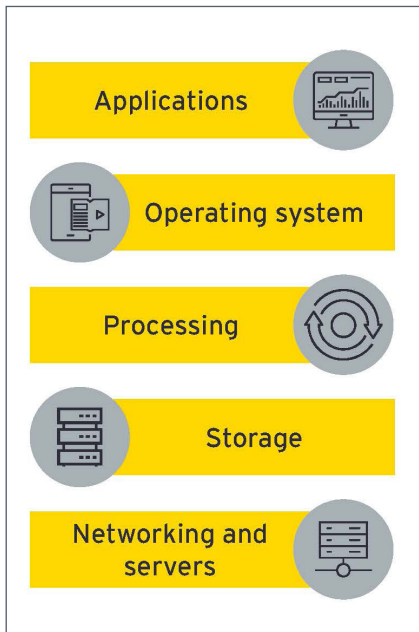 Applications
Operating system
Processing
Storage
Networking and
servers